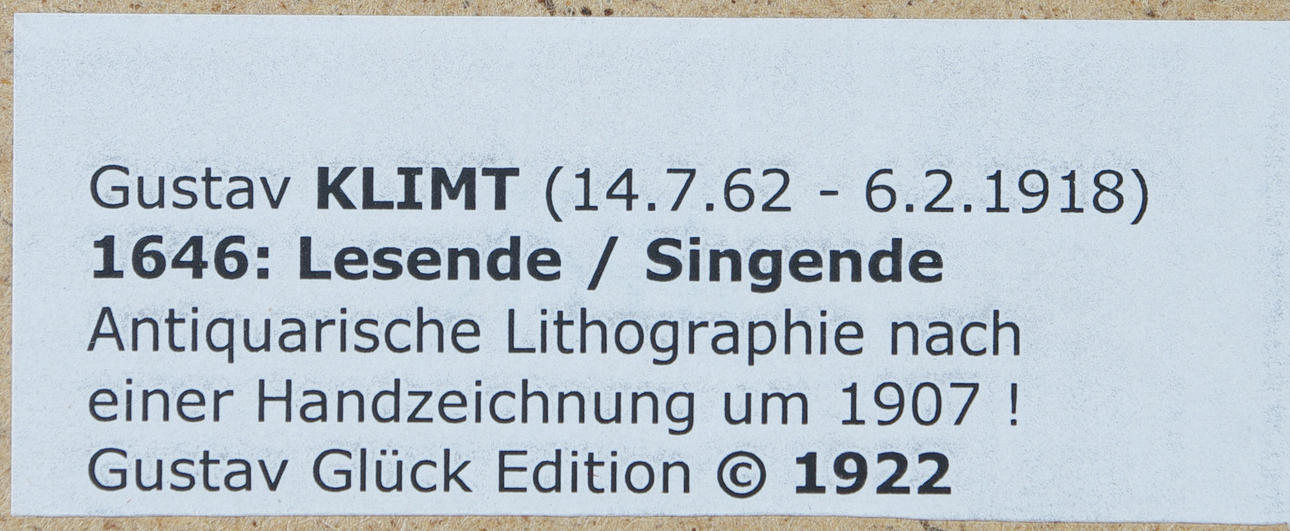 Gustav KLIMT (14.7.62 - 6.2.1918)
1646: Lesende / Singende
Antiquarische Lithographie nach
einer Handzeichnung um 1907 !
Gustav Glück Edition © 1922